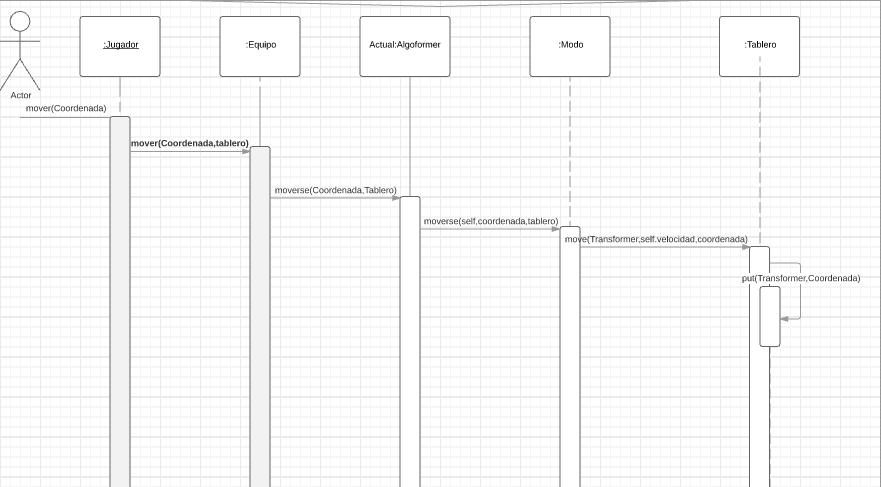 :Jugador
:Equipo
Actual:Algoformer
:Modo
:Tablero
Actor
mover(Coordenada)
mover(Coordenada,tablero)
moverse(Coordenada,Tablero)
moverse(self,coordenada,tablero)
move(Transformer,self.velocidad,coordenada)
put(Transformer,Coordenada)